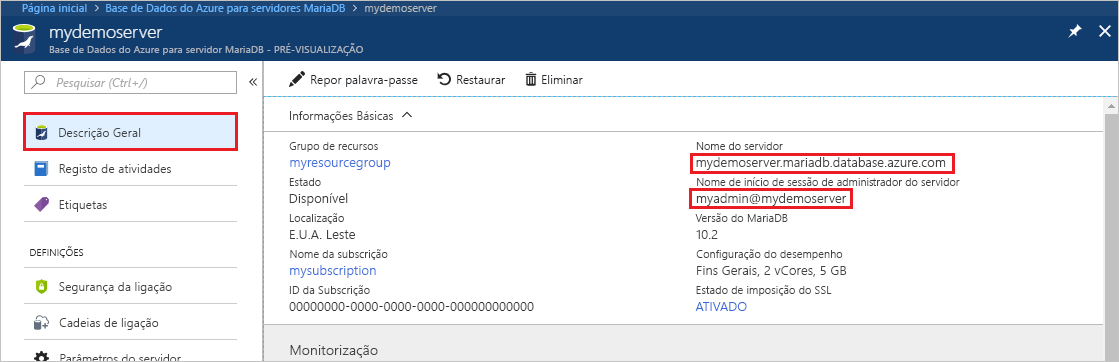 Página inicial > Base de Dados do Azure para servidores MariaDB > mydemoserver
mydemoserver
Base de Dados do Azure para servidor MariaDB - PRÉ-VISUALIZAÇÃO
Pesquisar (Ctrl+/)
«
Repor palavra-passe
Restaurar
Eliminar
Descrição Geral
Registo de atividades
Etiquetas
DEFINIÇÕES
Segurança da ligação
Cadeias de ligação
Parâmetros do servidor
Informações Básicas
Grupo de recursos
myresourcegroup
Estado
Disponível
Localização
E.U.A. Leste
Nome da subscrição
mysubscription
ID da Subscrição
00000000-0000-0000-0000-000000000000
Nome do servidor
mydemoserver.mariadb.database.azure.com
Nome de início de sessão de administrador do servidor
myadmin@mydemoserver
Versão do MariaDB
10.2
Configuração do desempenho
Fins Gerais, 2 vCores, 5 GB
Estado de imposição do SSL
ATIVADO
Monitorização